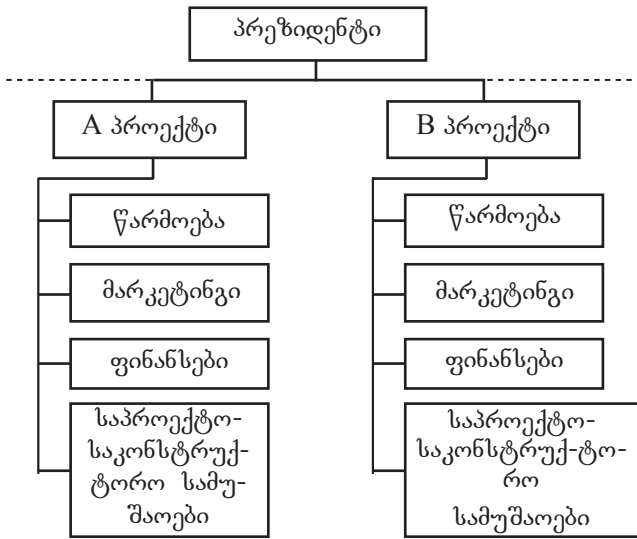 პრეზიდენტი
A პროექტი
წარმოება
მარკეტინგი
ფინანსები
საპროექტო-
საკონსტრუქ-
ტორო სამუ-
შაოები
B პროექტი
წარმოება
მარკეტინგი
ფინანსები
საპროექტო-
საკონსტრუქ-ტო-
რო
სამუშაოები